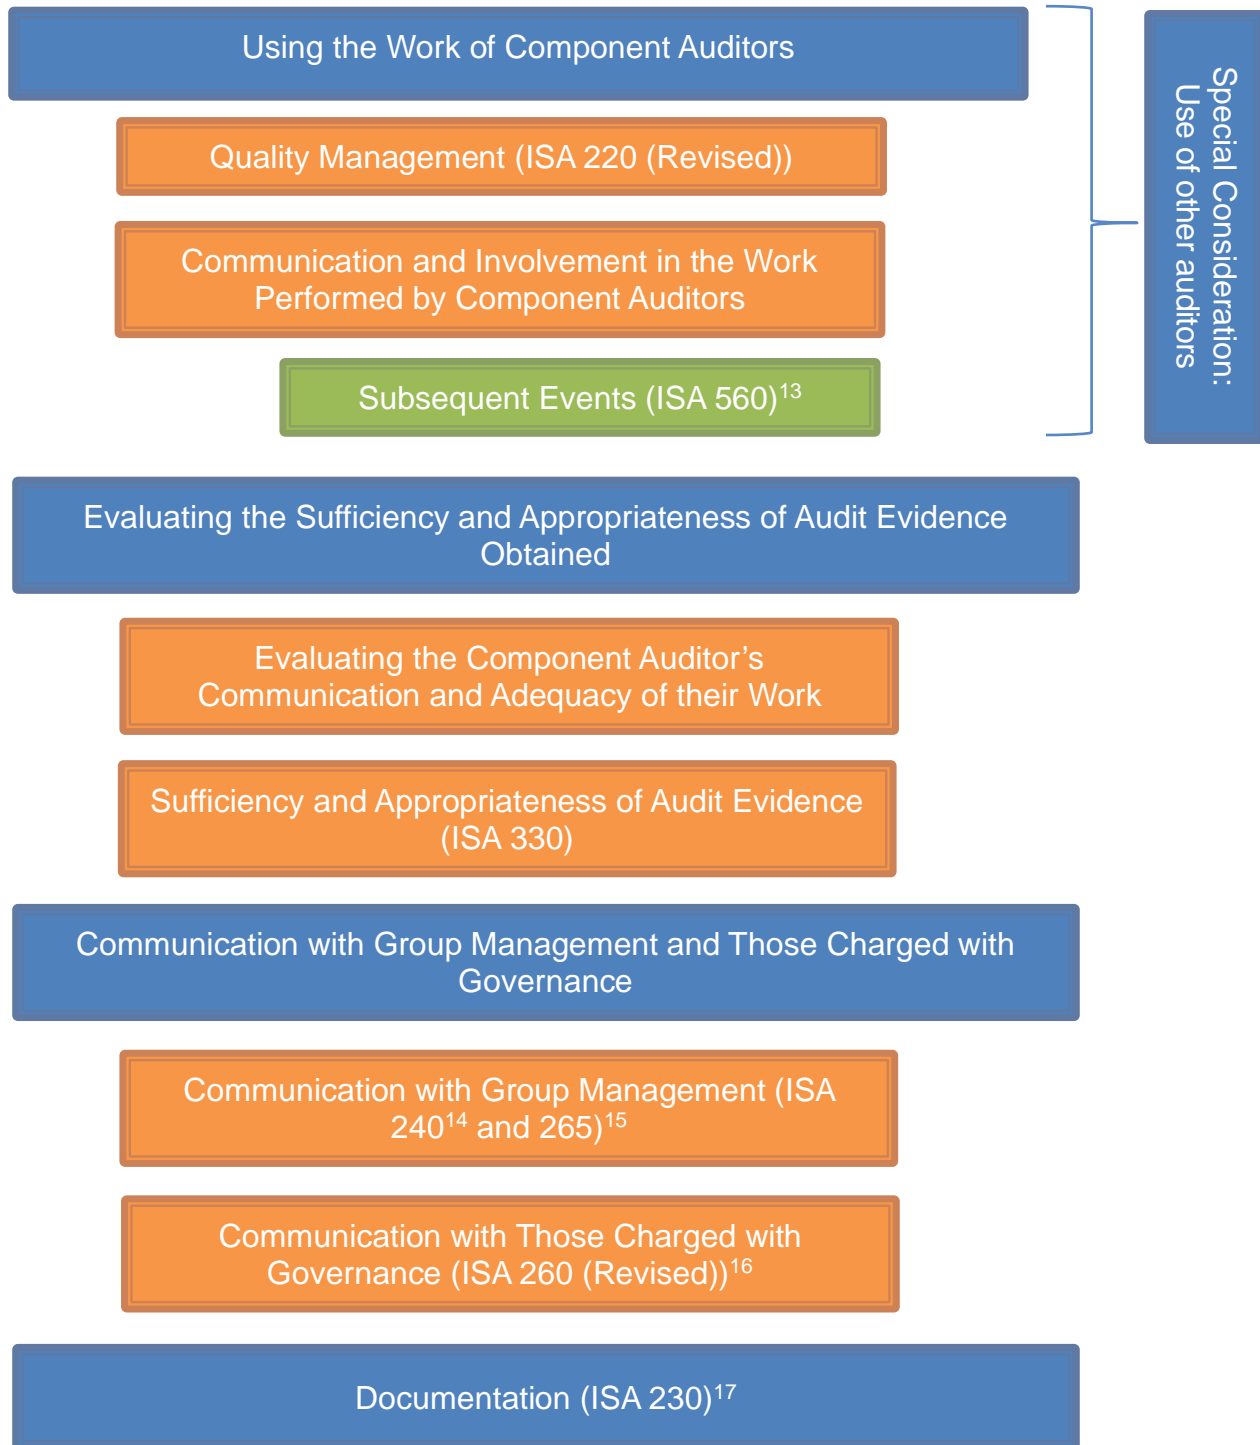 Using the Work of Component Auditors
Quality Management (ISA 220 (Revised))
Communication and Involvement in the Work
Performed by Component Auditors
Subsequent Events (ISA 560)13
Special Consideration:
Use of other auditors
Evaluating the Sufficiency and Appropriateness of Audit Evidence
Obtained
Evaluating the Component Auditor’s
Communication and Adequacy of their Work
Sufficiency and Appropriateness of Audit Evidence
(ISA 330)
Communication with Group Management and Those Charged with
Governance
Communication with Group Management (ISA
24014 and 265)15
Communication with Those Charged with
Governance (ISA 260 (Revised))16
Documentation (ISA 230)17